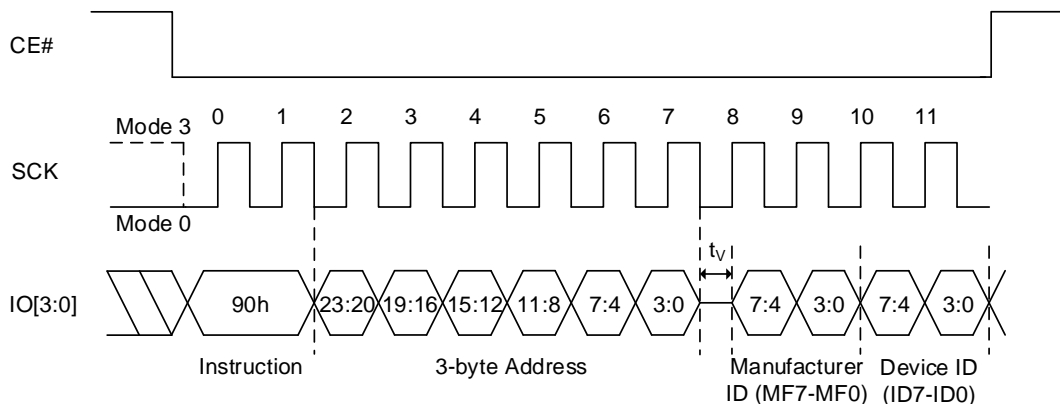 CE#
0 1 2 3 4 5 6 7 8 9 10 11
Mode 3
SCK
Mode 0
tV
IO[3:0]
90h 23:20 19:16 15:12 11:8 7:4 3:0 7:4 3:0 7:4 3:0
Instruction
3-byte Address
Manufacturer
ID (MF7-MF0)
Device ID
(ID7-ID0)